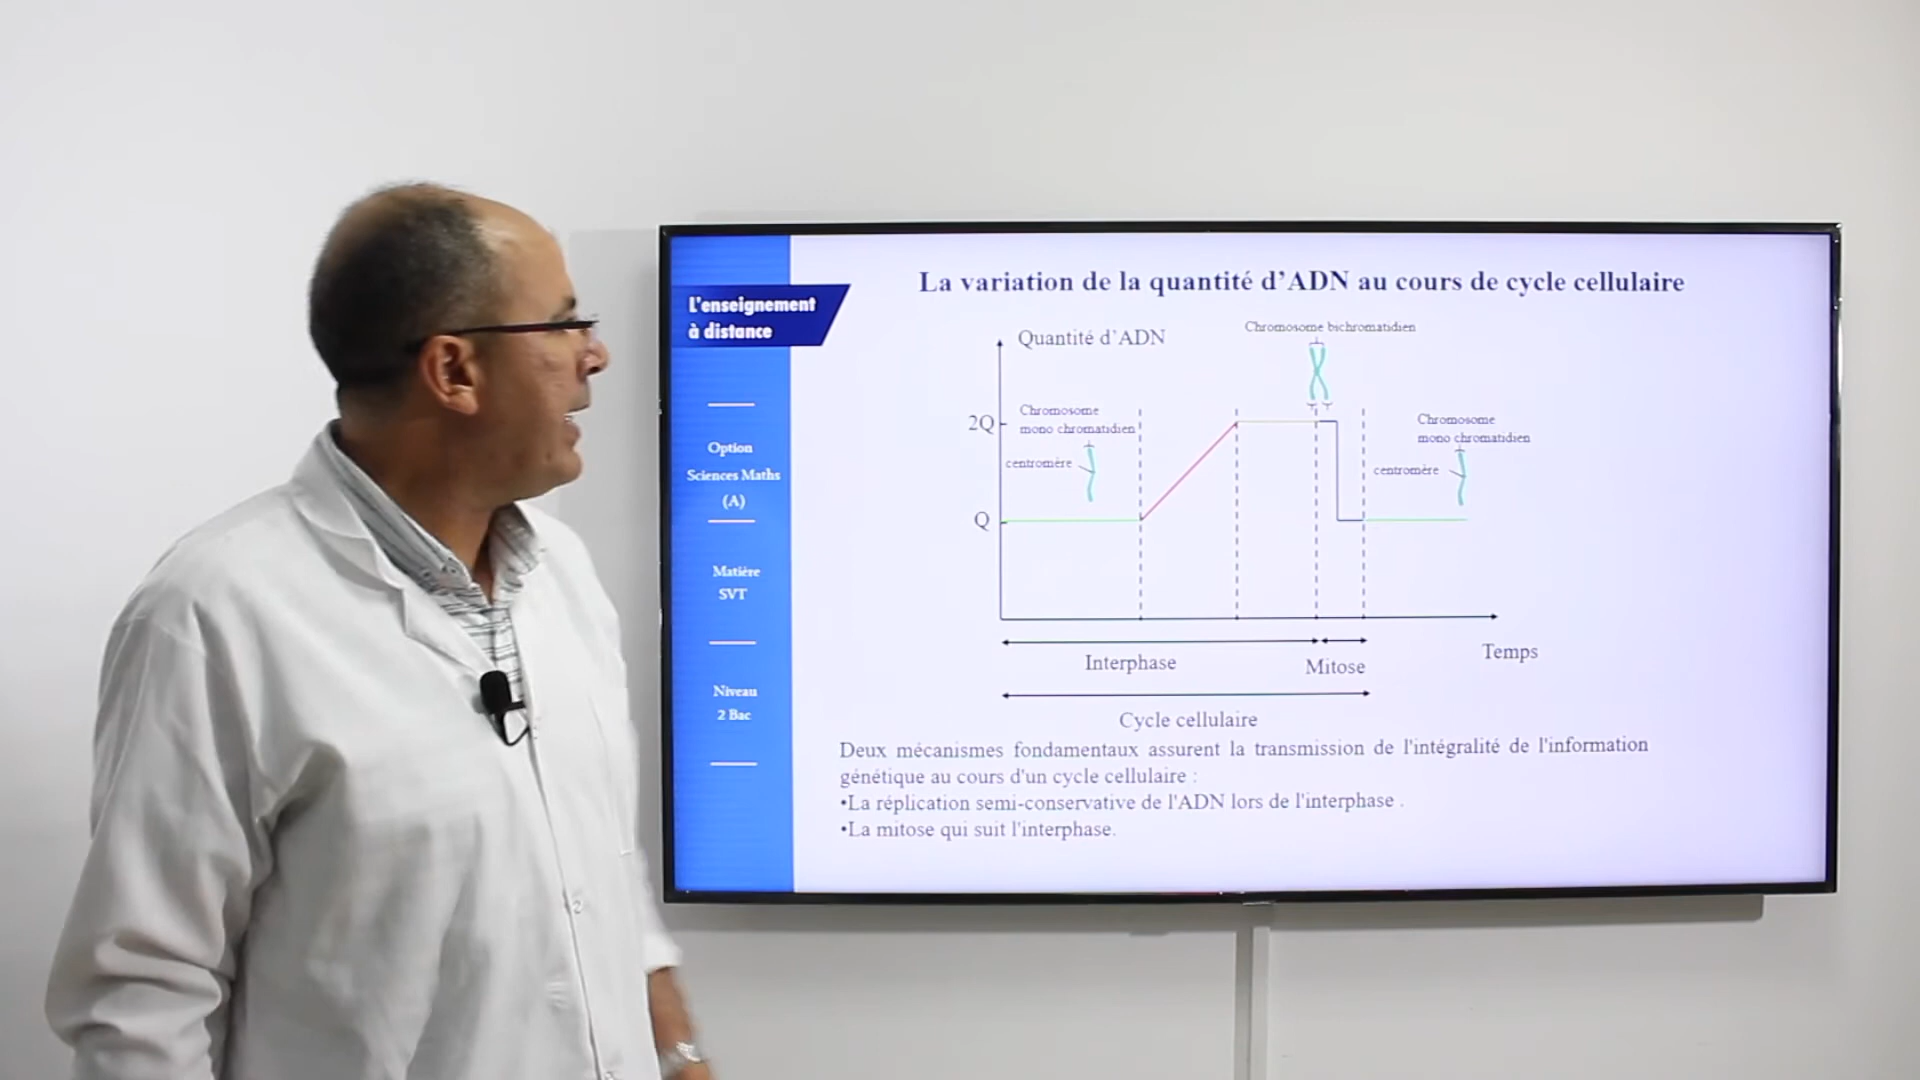 L'enseignement
à distance
Option
Sciences Maths
(A)
Matière
SVT
Niveau
2 Bac
La variation de la quantité d'ADN au cours de cycle cellulaire
Quantité d'ADN
Chromosome bichromatidien
2Q
Chromosome
mono chromatidien
centromère
Chromosome
mono chromatidien
centromère
Q
Temps
Interphase
Mitose
Cycle cellulaire
Deux mécanismes fondamentaux assurent la transmission de l'intégralité de l'information
génétique au cours d'un cycle cellulaire :
•La réplication semi-conservative de l'ADN lors de l'interphase .
•La mitose qui suit l'interphase.